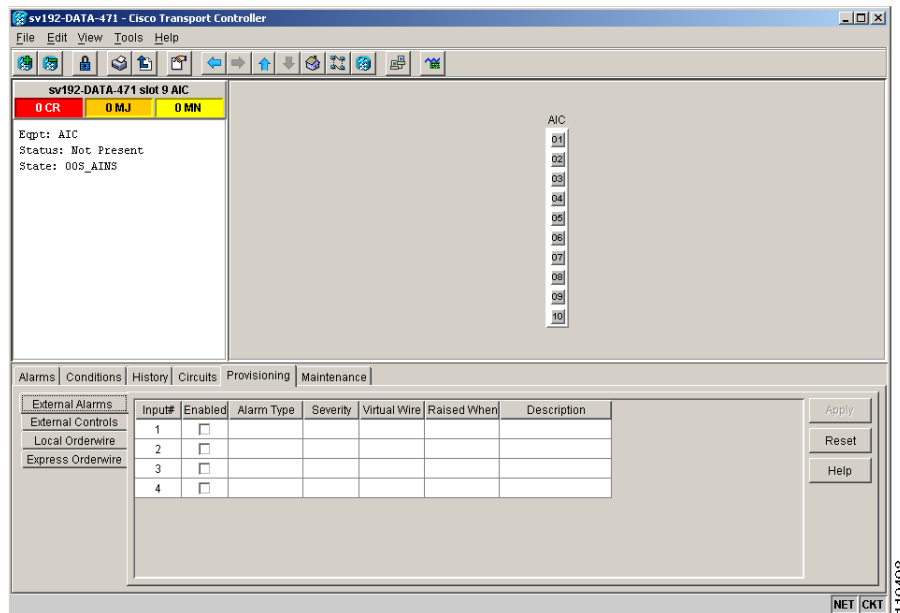 sv192-DATA-471 - Cisco Transport Controller
File Edit View Tools Help
sv192-DATA-471 slot 9 AIC
0 CR 0 MJ 0 MN
Eqpt: AIC
Status: Not Present
State: OOS_AINS
AIC
01
02
03
04
05
06
07
08
09
10
Alarms Conditions History Circuits Provisioning Maintenance
External Alarms
External Controls
Local Orderwire
Express Orderwire
Input# Enabled Alarm Type Severity Virtual Wire Raised When Description
1
2
3
4
Apply
Reset
Help
NET CKT